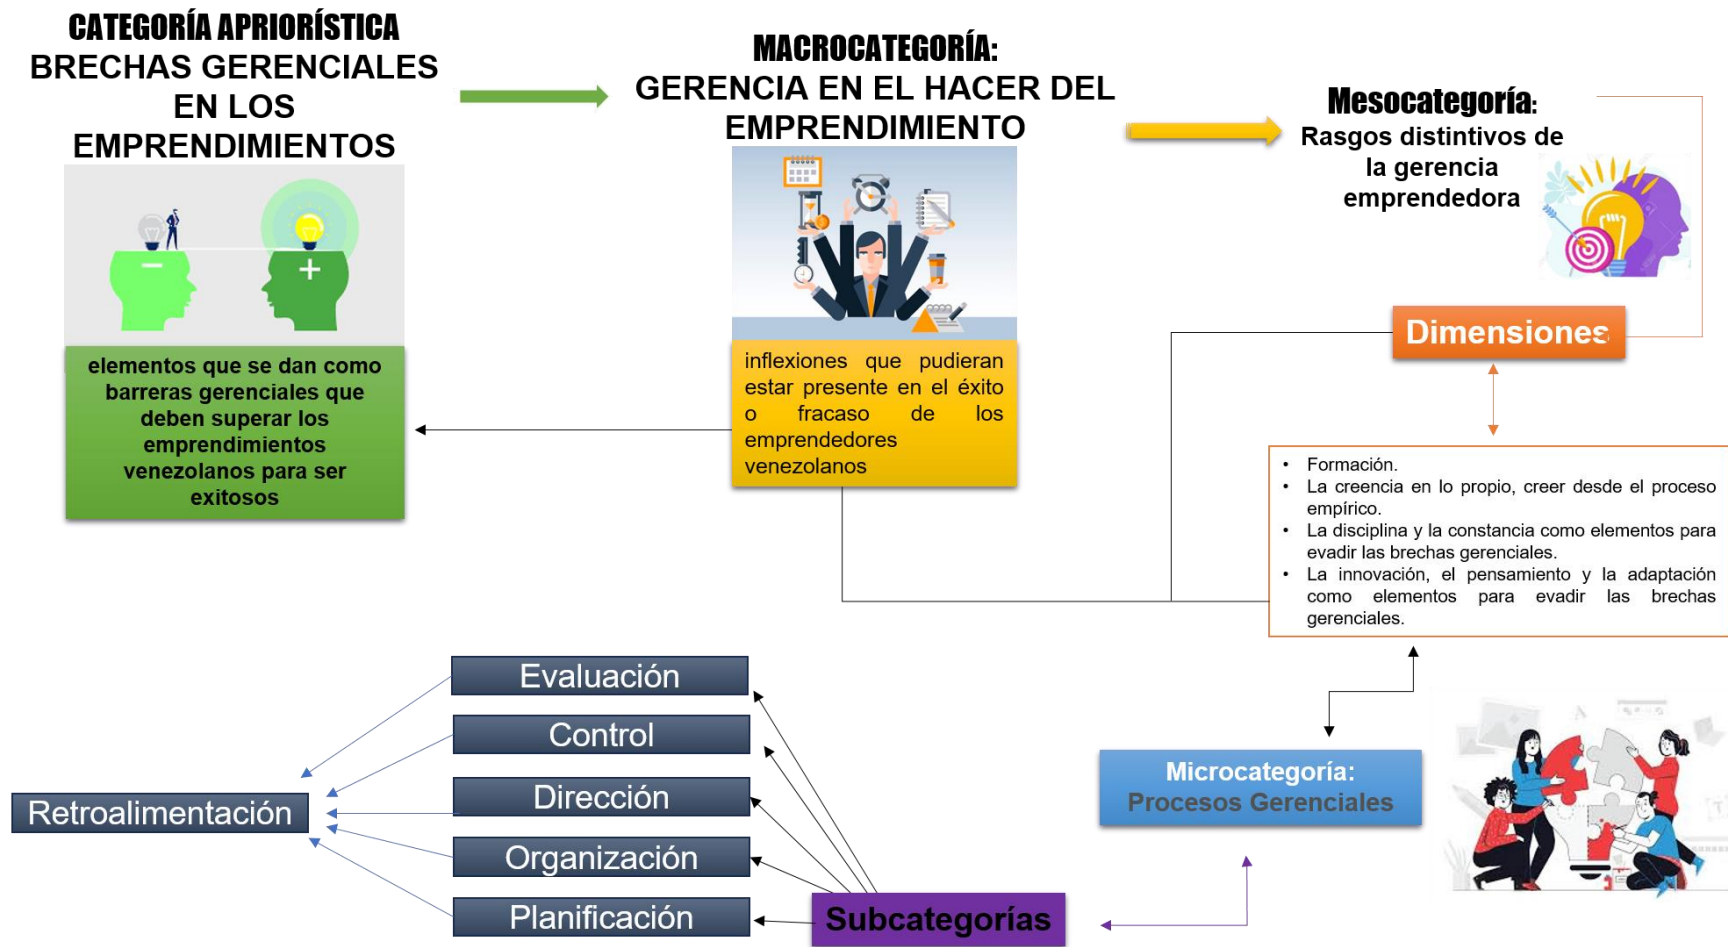 CATEGORÍA APRIORÍSTICA
BRECHAS GERENCIALES
EN LOS
EMPRENDIMIENTOS
elementos que se dan como
barreras gerenciales que
deben superar los
emprendimientos
venezolanos para ser
exitosos
MACROCATEGORÍA:
GERENCIA EN EL HACER DEL
EMPRENDIMIENTO
inflexiones que pudieran
estar presente en el éxito
o fracaso de los
emprendedores
venezolanos
Mesocategoría:
Rasgos distintivos de
la gerencia
emprendedora
Dimensiones
• Formación.
• La creencia en lo propio, creer desde el proceso
empírico.
• La disciplina y la constancia como elementos para
evadir las brechas gerenciales.
• La innovación, el pensamiento y la adaptación
como elementos para evadir las brechas
gerenciales.
Microcategoría:
Procesos Gerenciales
Subcategorías
Evaluación
Control
Dirección
Organización
Planificación
Retroalimentación